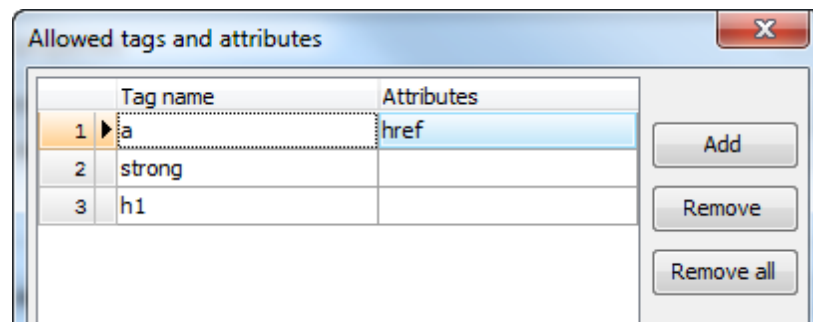 Allowed tags and attributes
Tag name Attributes
1 a href
Add
2 strong
3 h1
Remove
Remove all